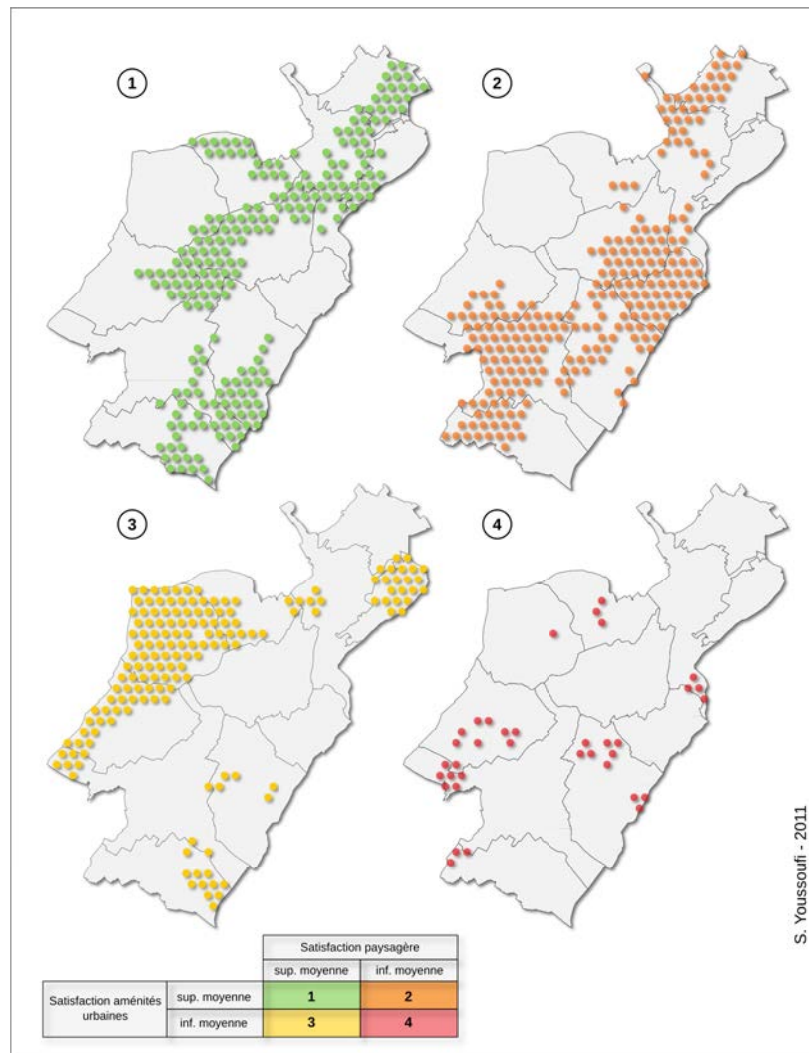 1
2
3
4
S. Youssoufi - 2011
Satisfaction paysagère
sup. moyenne inf. moyenne
Satisfaction aménités urbaines
sup. moyenne 1 2
inf. moyenne 3 4